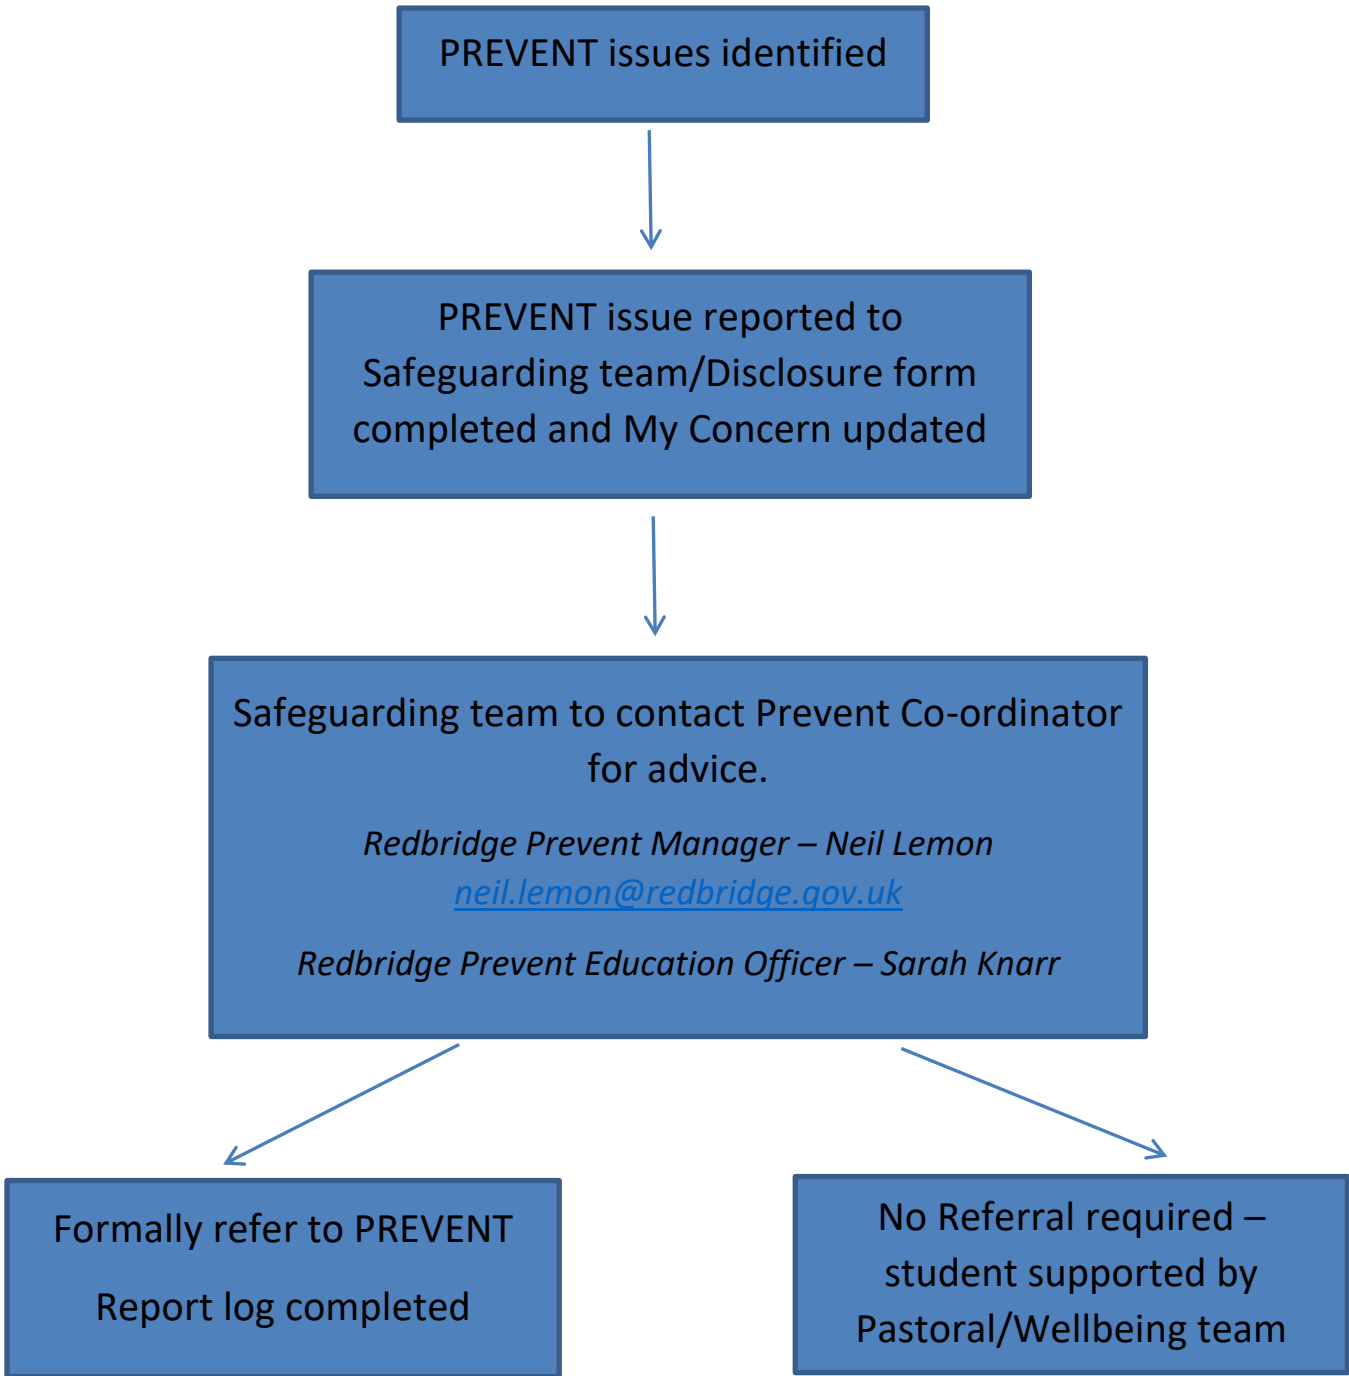 PREVENT issues identified
PREVENT issue reported to
Safeguarding team/Disclosure form
completed and My Concern updated
Safeguarding team to contact Prevent Co-ordinator
for advice.
Redbridge Prevent Manager – Neil Lemon
neil.lemon@redbridge.gov.uk
Redbridge Prevent Education Officer – Sarah Knarr
Formally refer to PREVENT
Report log completed
No Referral required –
student supported by
Pastoral/Wellbeing team